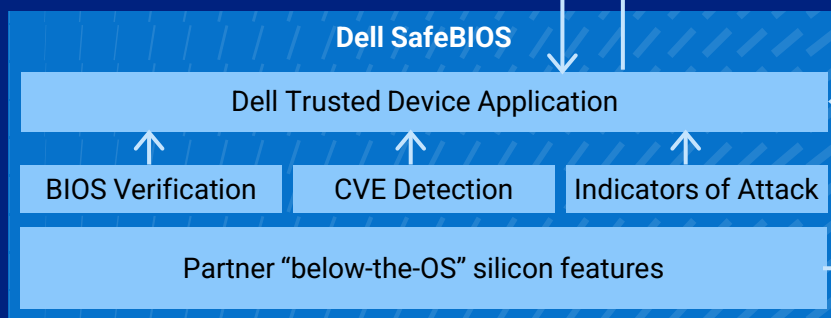 Dell SafeBIOS
Dell Trusted Device Application
BIOS Verification
CVE Detection
Indicators of Attack
Partner “below-the-OS” silicon features